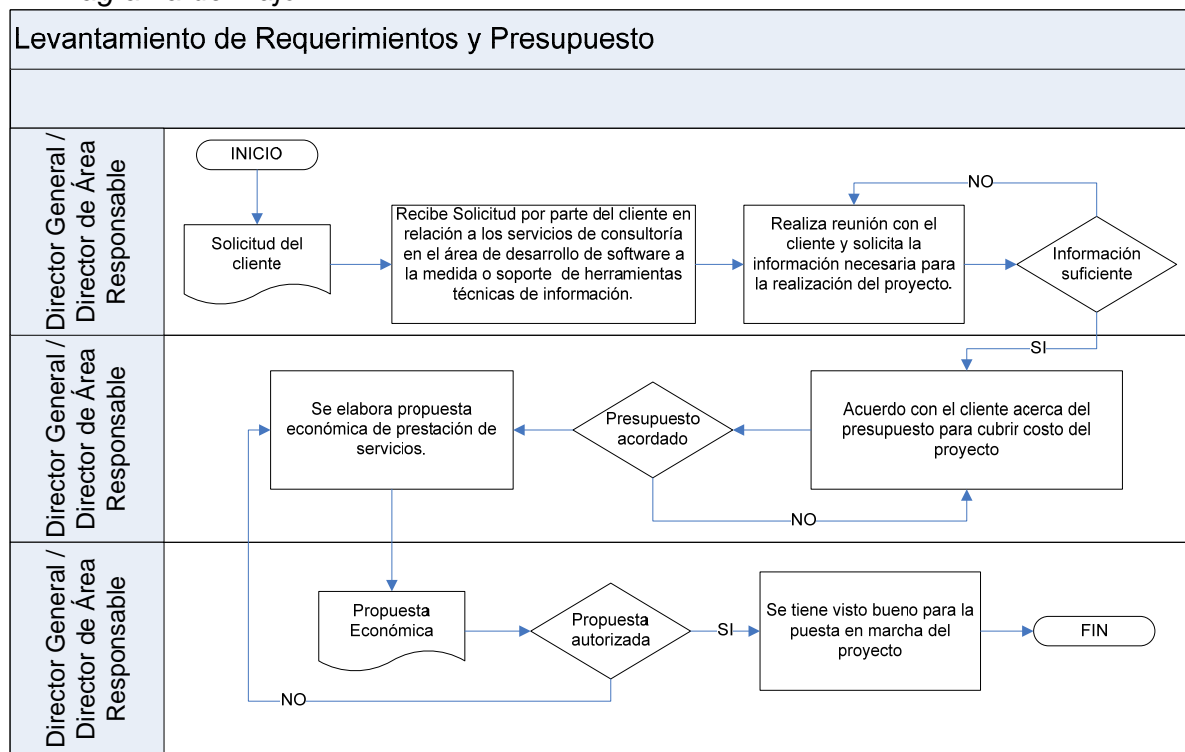 Levantamiento de Requerimientos y Presupuesto
Director General /
Director de Área
Responsable
INICIO
Solicitud del
cliente
Recibe Solicitud por parte del cliente en
relación a los servicios de consultoría
en el área de desarrollo de software a
la medida o soporte de herramientas
técnicas de información.
Realiza reunión con el
cliente y solicita la
información necesaria para
la realización del proyecto.
NO
Información
suficiente
SI
Director General /
Director de Área
Responsable
Se elabora propuesta
económica de prestación de
servicios.
Presupuesto
acordado
Acuerdo con el cliente acerca del
presupuesto para cubrir costo del
proyecto
NO
Director General /
Director de Área
Responsable
Propuesta
Económica
Propuesta
autorizada
SI
Se tiene visto bueno para la
puesta en marcha del
proyecto
FIN
NO